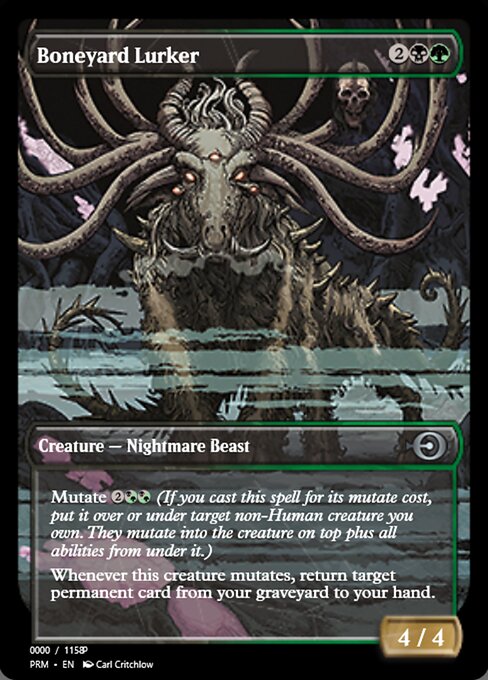 Boneyard Lurker 2
Creature — Nightmare Beast
Mutate 2 (If you cast this spell for its mutate cost,
put it over or under target non-Human creature you
own. They mutate into the creature on top plus all
abilities from under it.)
Whenever this creature mutates, return target
permanent card from your graveyard to your hand.
4 / 4
0000 / 1158P
PRM • EN Carl Critchlow